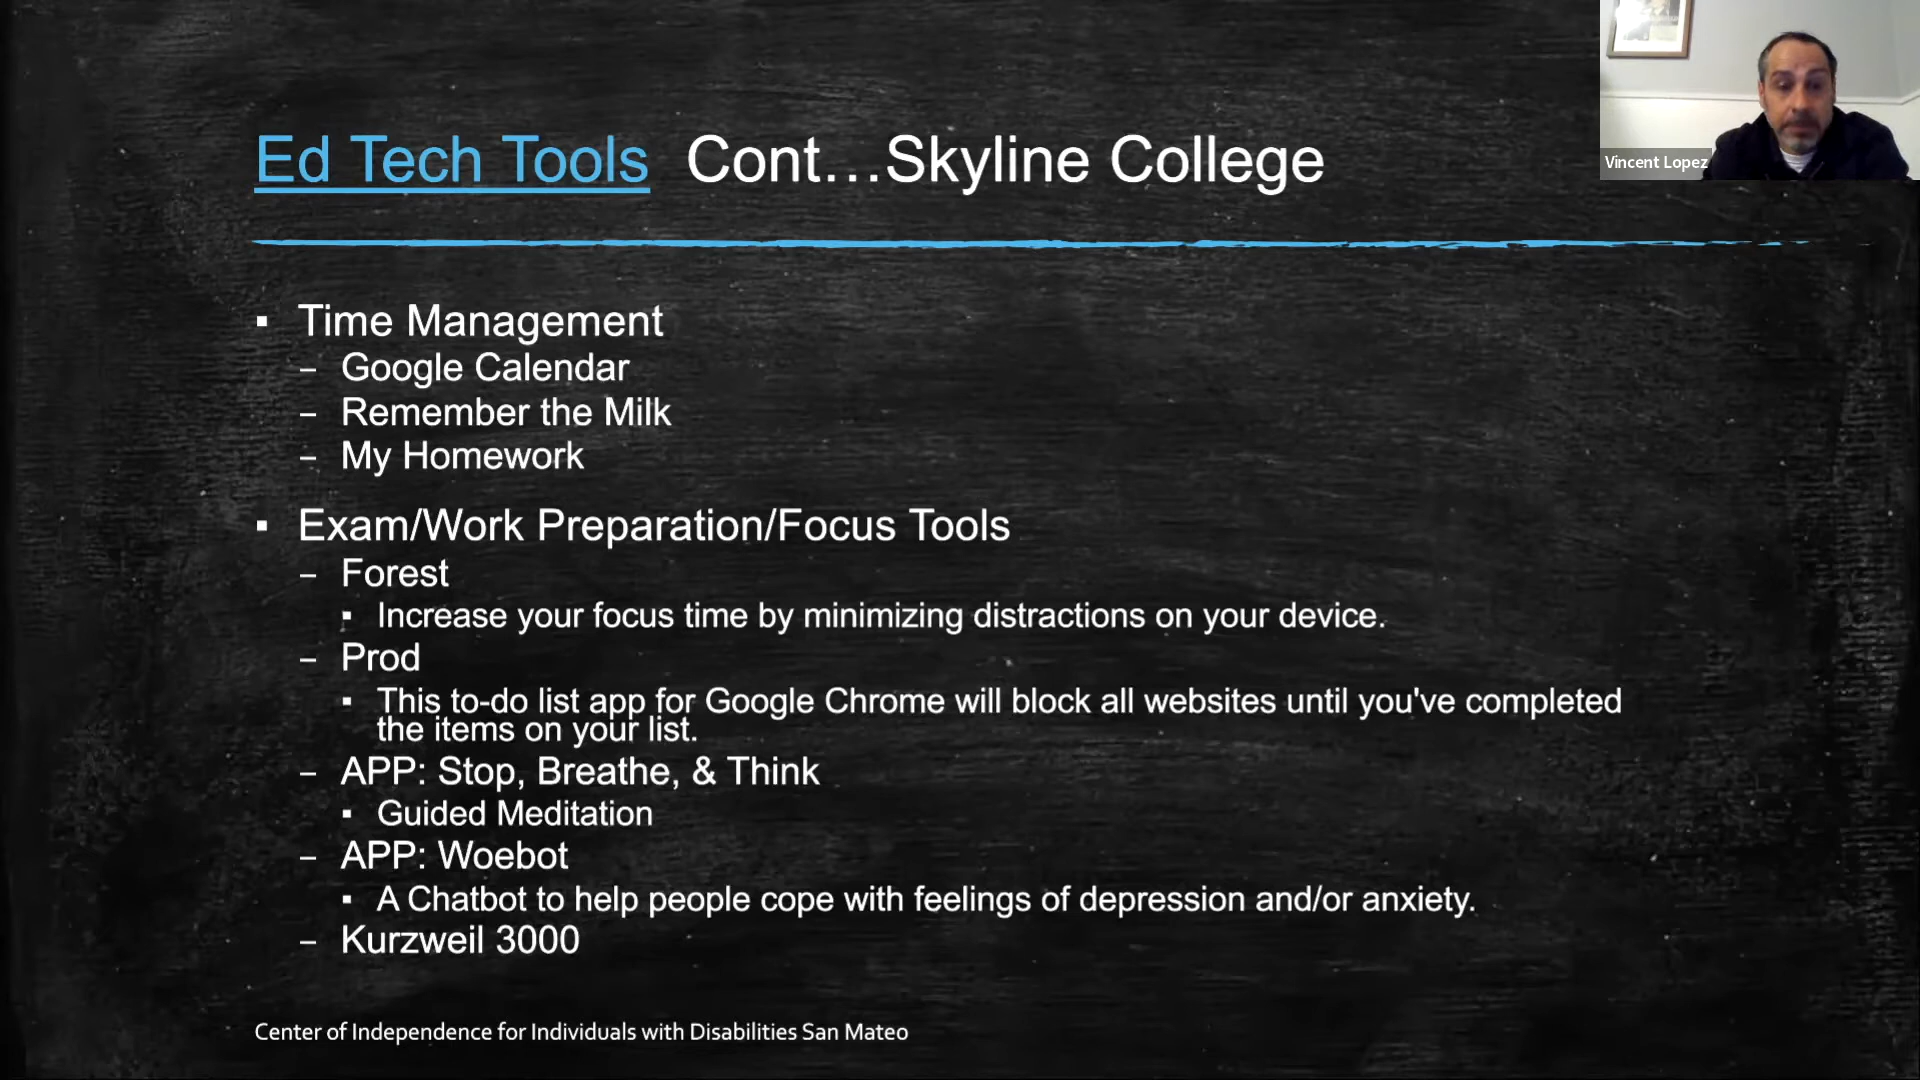 Ed Tech Tools Cont...Skyline College
Vincent Lopez
▪ Time Management
– Google Calendar
– Remember the Milk
– My Homework
▪ Exam/Work Preparation/Focus Tools
– Forest
▪ Increase your focus time by minimizing distractions on your device.
– Prod
▪ This to-do list app for Google Chrome will block all websites until you've completed
the items on your list.
– APP: Stop, Breathe, & Think
▪ Guided Meditation
– APP: Woebot
▪ A Chatbot to help people cope with feelings of depression and/or anxiety.
– Kurzweil 3000
Center of Independence for Individuals with Disabilities San Mateo